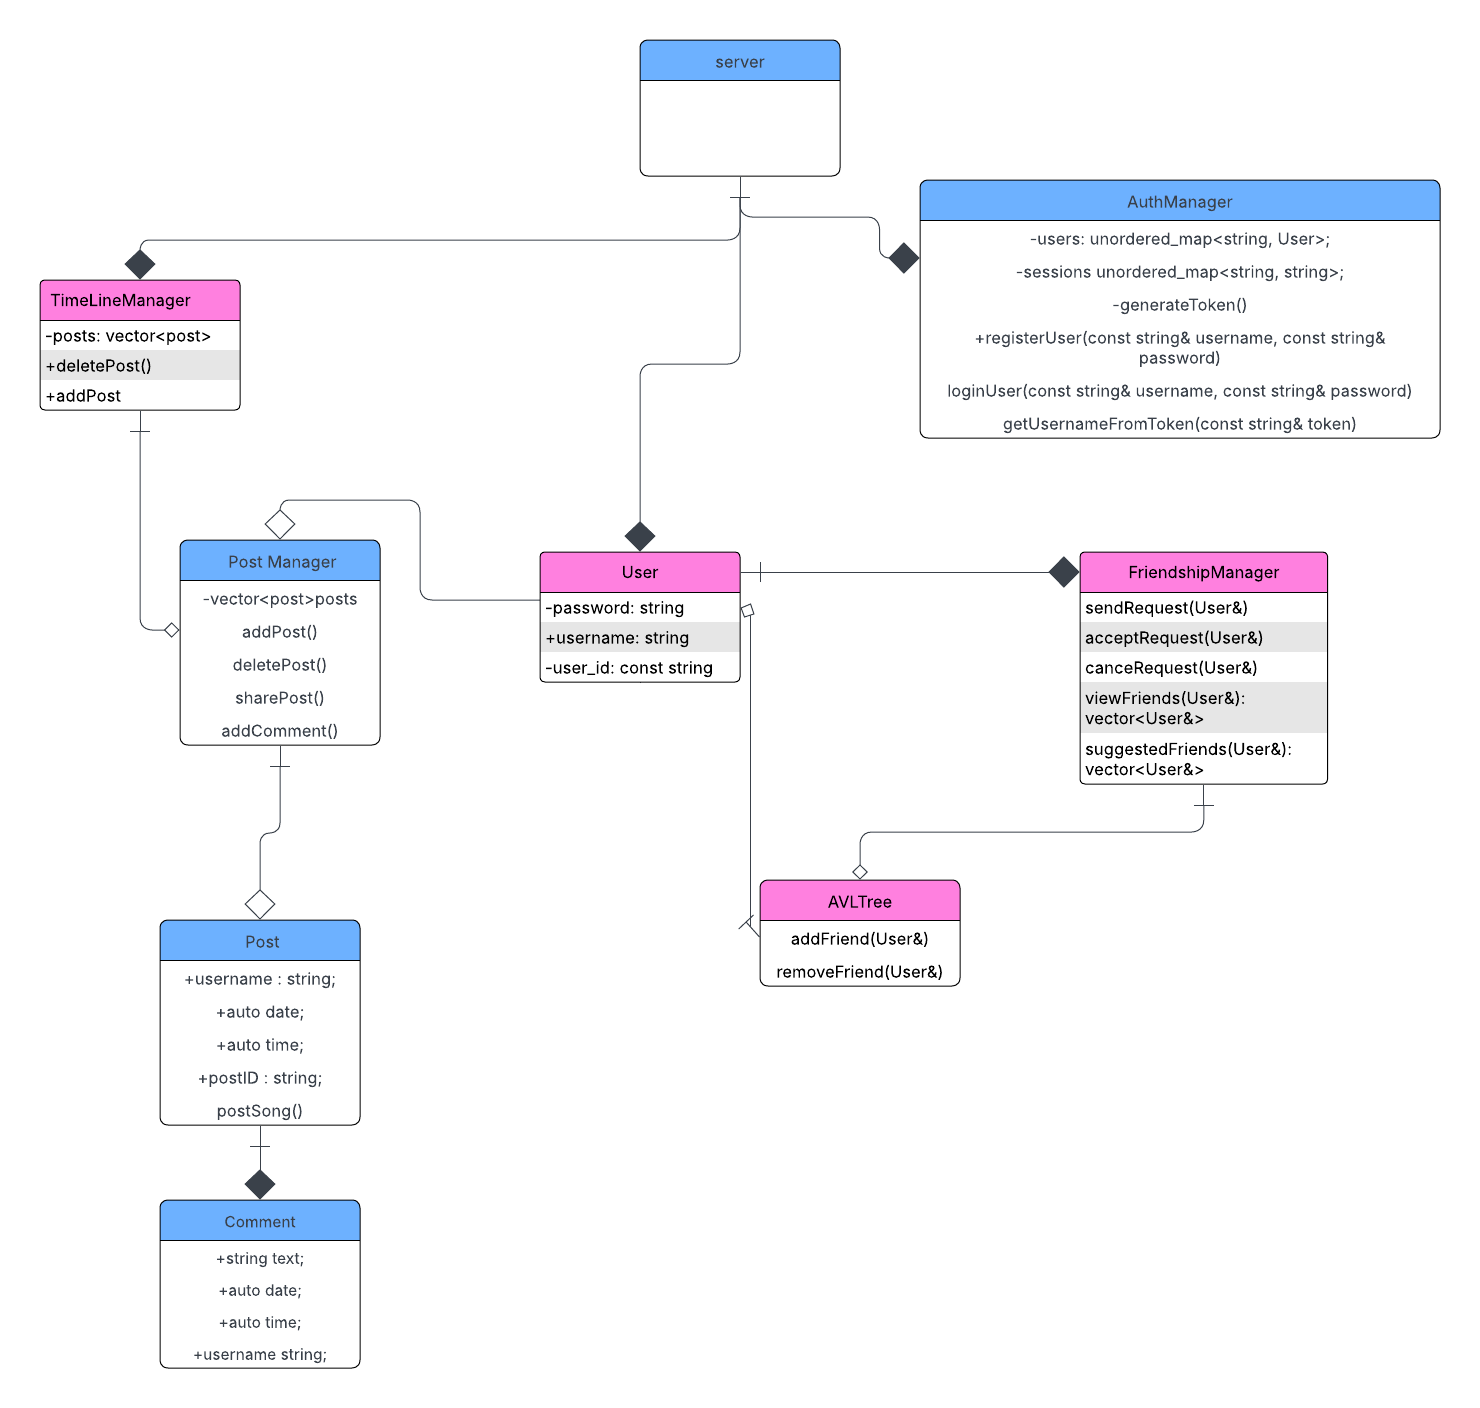 server
AuthManager
-users: unordered_map<string, User>;
-sessions unordered_map<string, string>;
-generateToken()
+registerUser(const string& username, const string&
password)
loginUser(const string& username, const string& password)
getUsernameFromToken(const string& token)
TimeLineManager
-posts: vector<post>
+deletePost()
+addPost
Post Manager
-vector<post>posts
addPost()
deletePost()
sharePost()
addComment()
User
-password: string
+username: string
-user_id: const string
FriendshipManager
sendRequest(User&)
acceptRequest(User&)
canceRequest(User&)
viewFriends(User&):
vector<User&>
suggestedFriends(User&):
vector<User&>
AVLTree
addFriend(User&)
removeFriend(User&)
Post
+username : string;
+auto date;
+auto time;
+postID : string;
postSong()
Comment
+string text;
+auto date;
+auto time;
+username string;